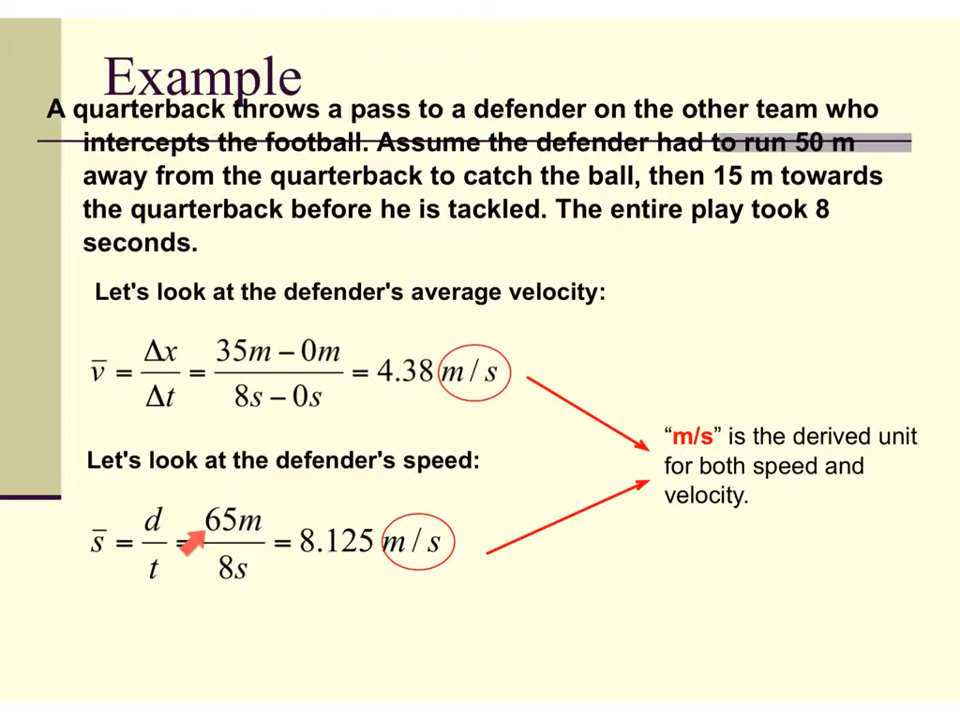 Example
A quarterback throws a pass to a defender on the other team who
intercepts the football. Assume the defender had to run 50 m
away from the quarterback to catch the ball, then 15 m towards
the quarterback before he is tackled. The entire play took 8
seconds.
Let's look at the defender's average velocity:
v̅ = Δx/Δt = (35m − 0m)/(8s − 0s) = 4.38 m / s
Let's look at the defender's speed:
s̅ = d/t = 65m/8s = 8.125 m / s
“m/s” is the derived unit
for both speed and
velocity.